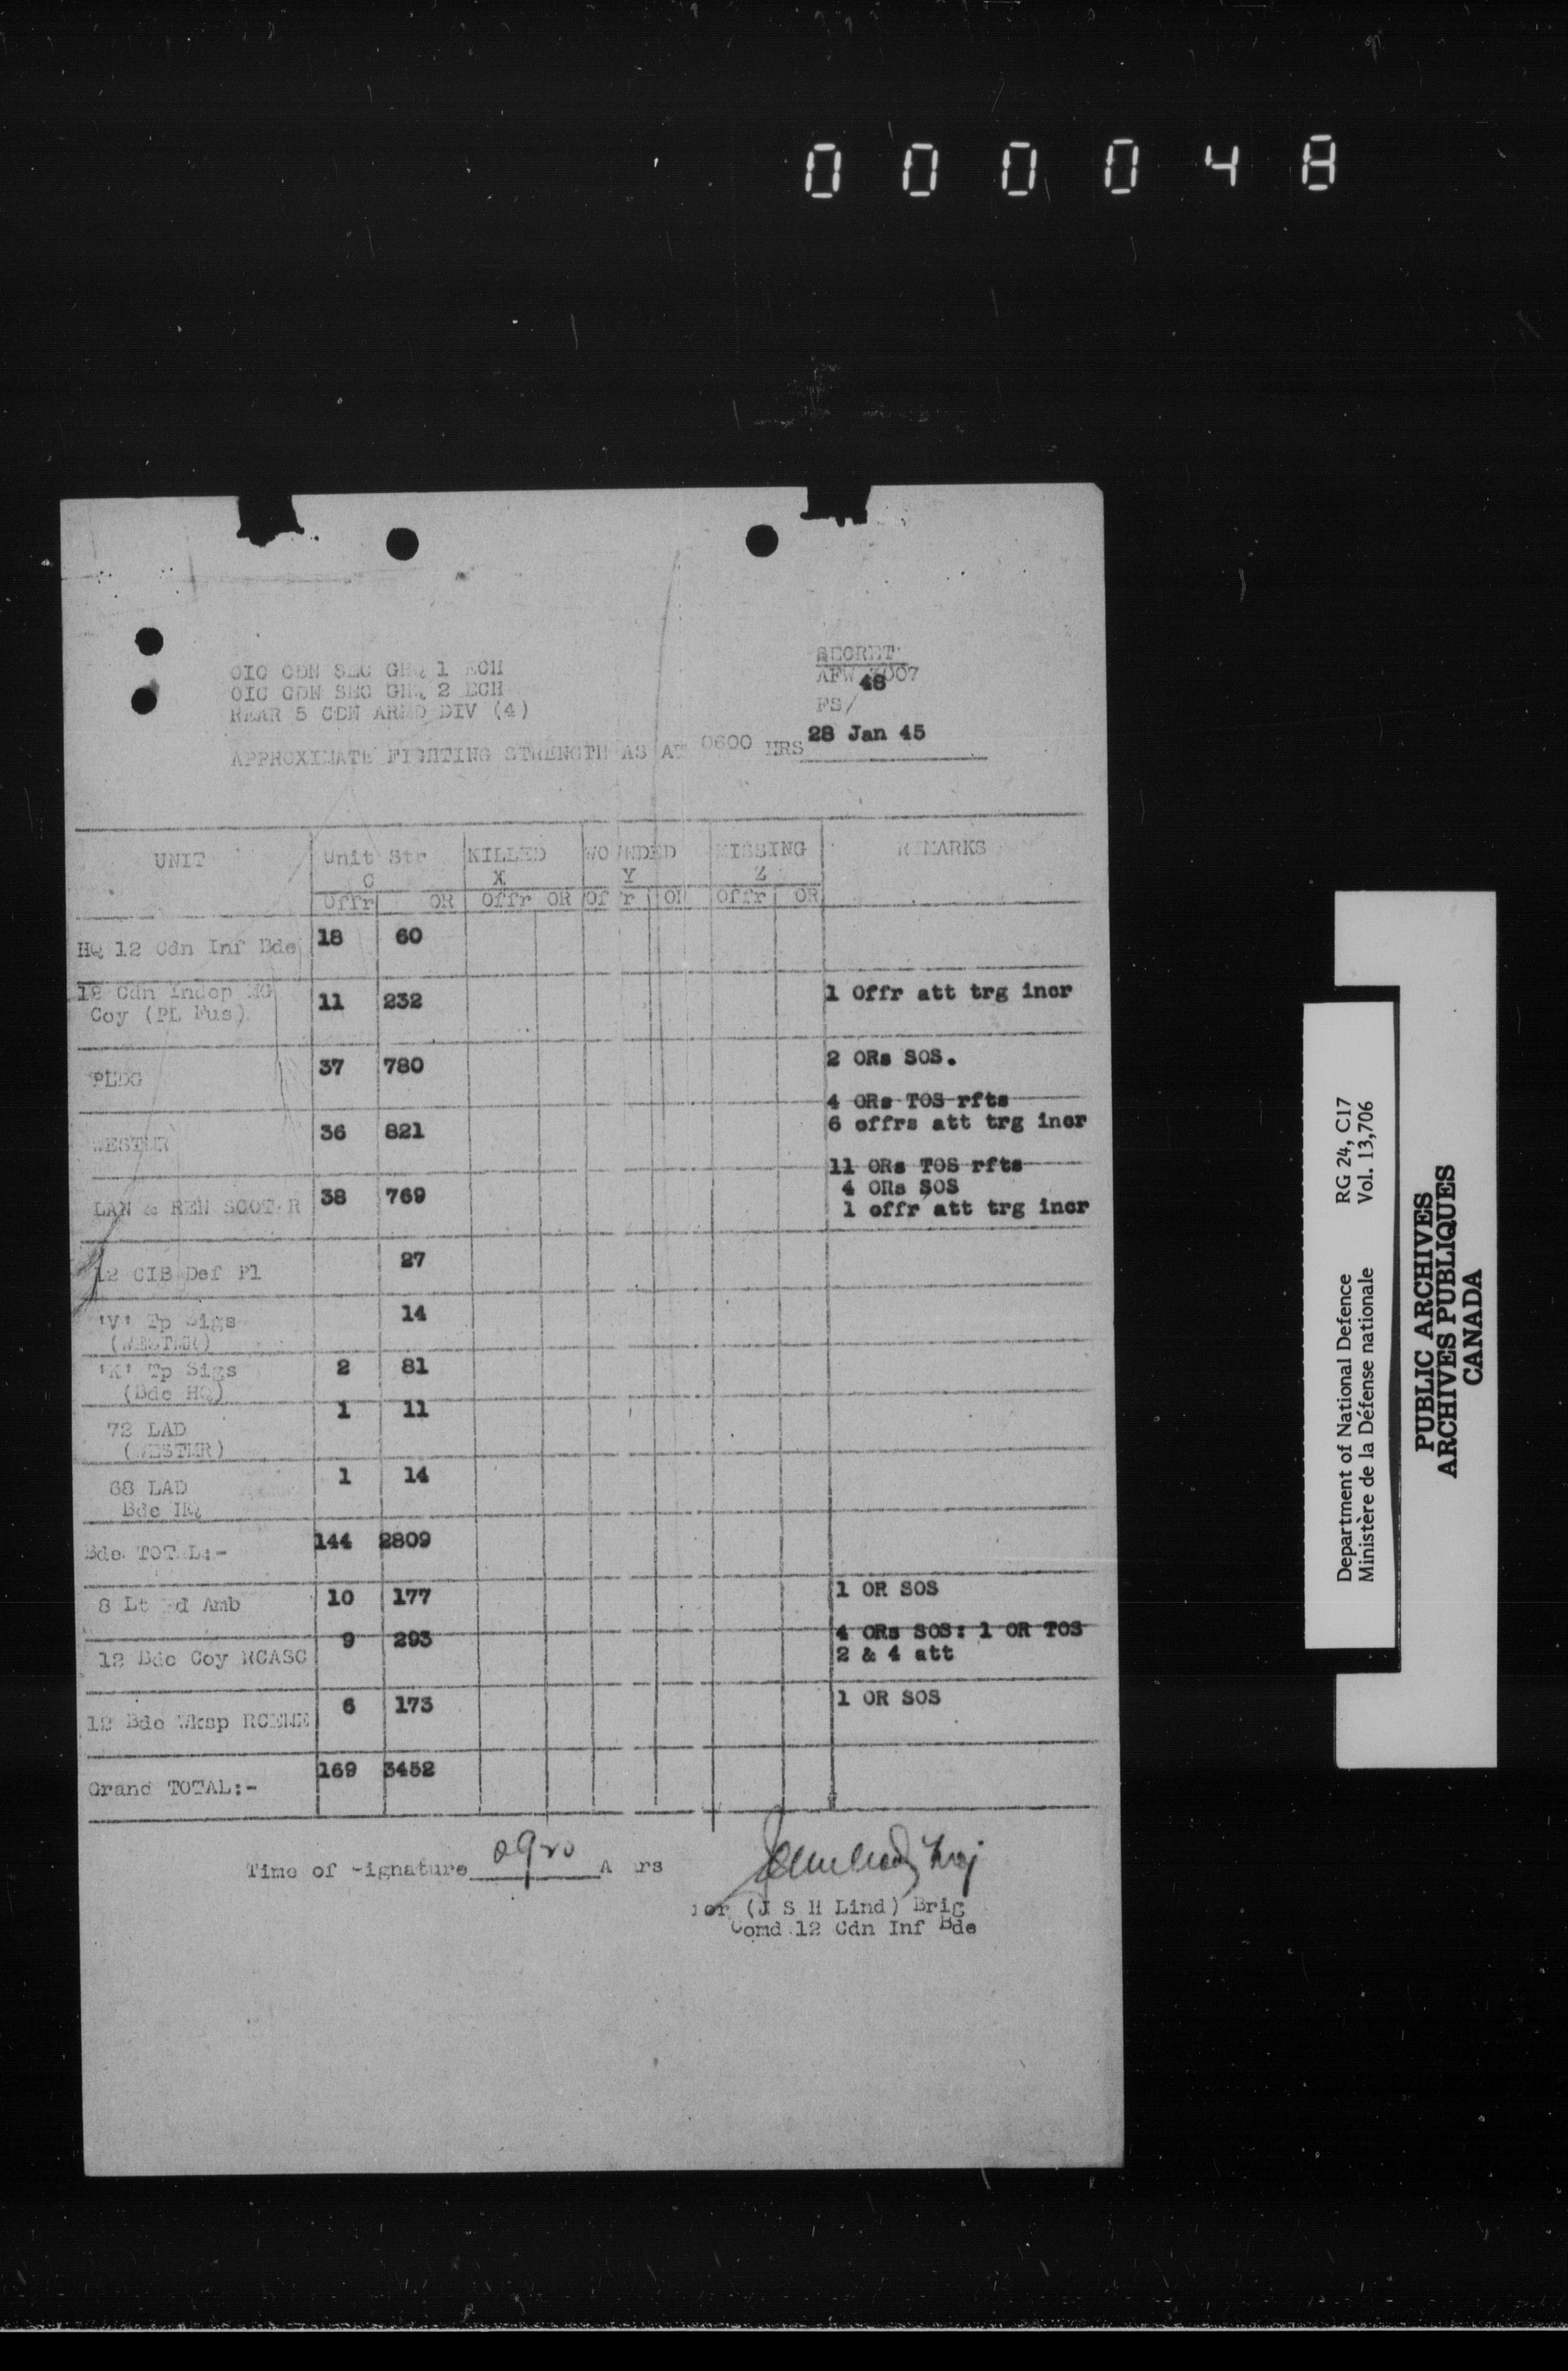 000048
SECRET
OIC CDN SEC GHQ 1 ECH
AFW 3007
OIC CDN SEC GHQ 2 ECH
48
FS/
REAR 5 CDN ARMD DIV (4)
APPROXIMATE FIGHTING STRENGTH AS AT 0600 HRS 28 Jan 45
UNIT Unit Str KILLED WOUNDED MISSING REMARKS
C X Y Z
Offr OR Offr OR Offr OR Offr OR
HQ 12 Cdn Inf Bde 18 60
12 Cdn Indep MG
Coy (PL Fus) 11 232 1 Offr att trg incr
PLDG 37 780 2 ORs SOS.
4 ORs TOS rfts
WESTMR 36 821 6 offrs att trg incr
11 ORs TOS rfts
4 ORs SOS
LAN & REN SCOT R 38 769 1 offr att trg incr
12 CIB Def Pl 27
'V' Tp Sigs 14
(WESTMR)
'K' Tp Sigs 2 81
(Bde HQ)
72 LAD 1 11
(WESTMR)
68 LAD 1 14
Bde HQ
Bde TOTAL:- 144 2809
8 Lt Fd Amb 10 177 1 OR SOS
12 Bde Coy RCASC 9 293 4 ORs SOS: 1 OR TOS
2 & 4 att
12 Bde Wksp RCEME 6 173 1 OR SOS
Grand TOTAL:- 169 3452
Time of Signature 0920 A hrs
for (J S H Lind) Brig
Comd 12 Cdn Inf Bde
Department of National Defence RG 24, C17
Ministère de la Défense nationale Vol. 13,706
PUBLIC ARCHIVES
ARCHIVES PUBLIQUES
CANADA